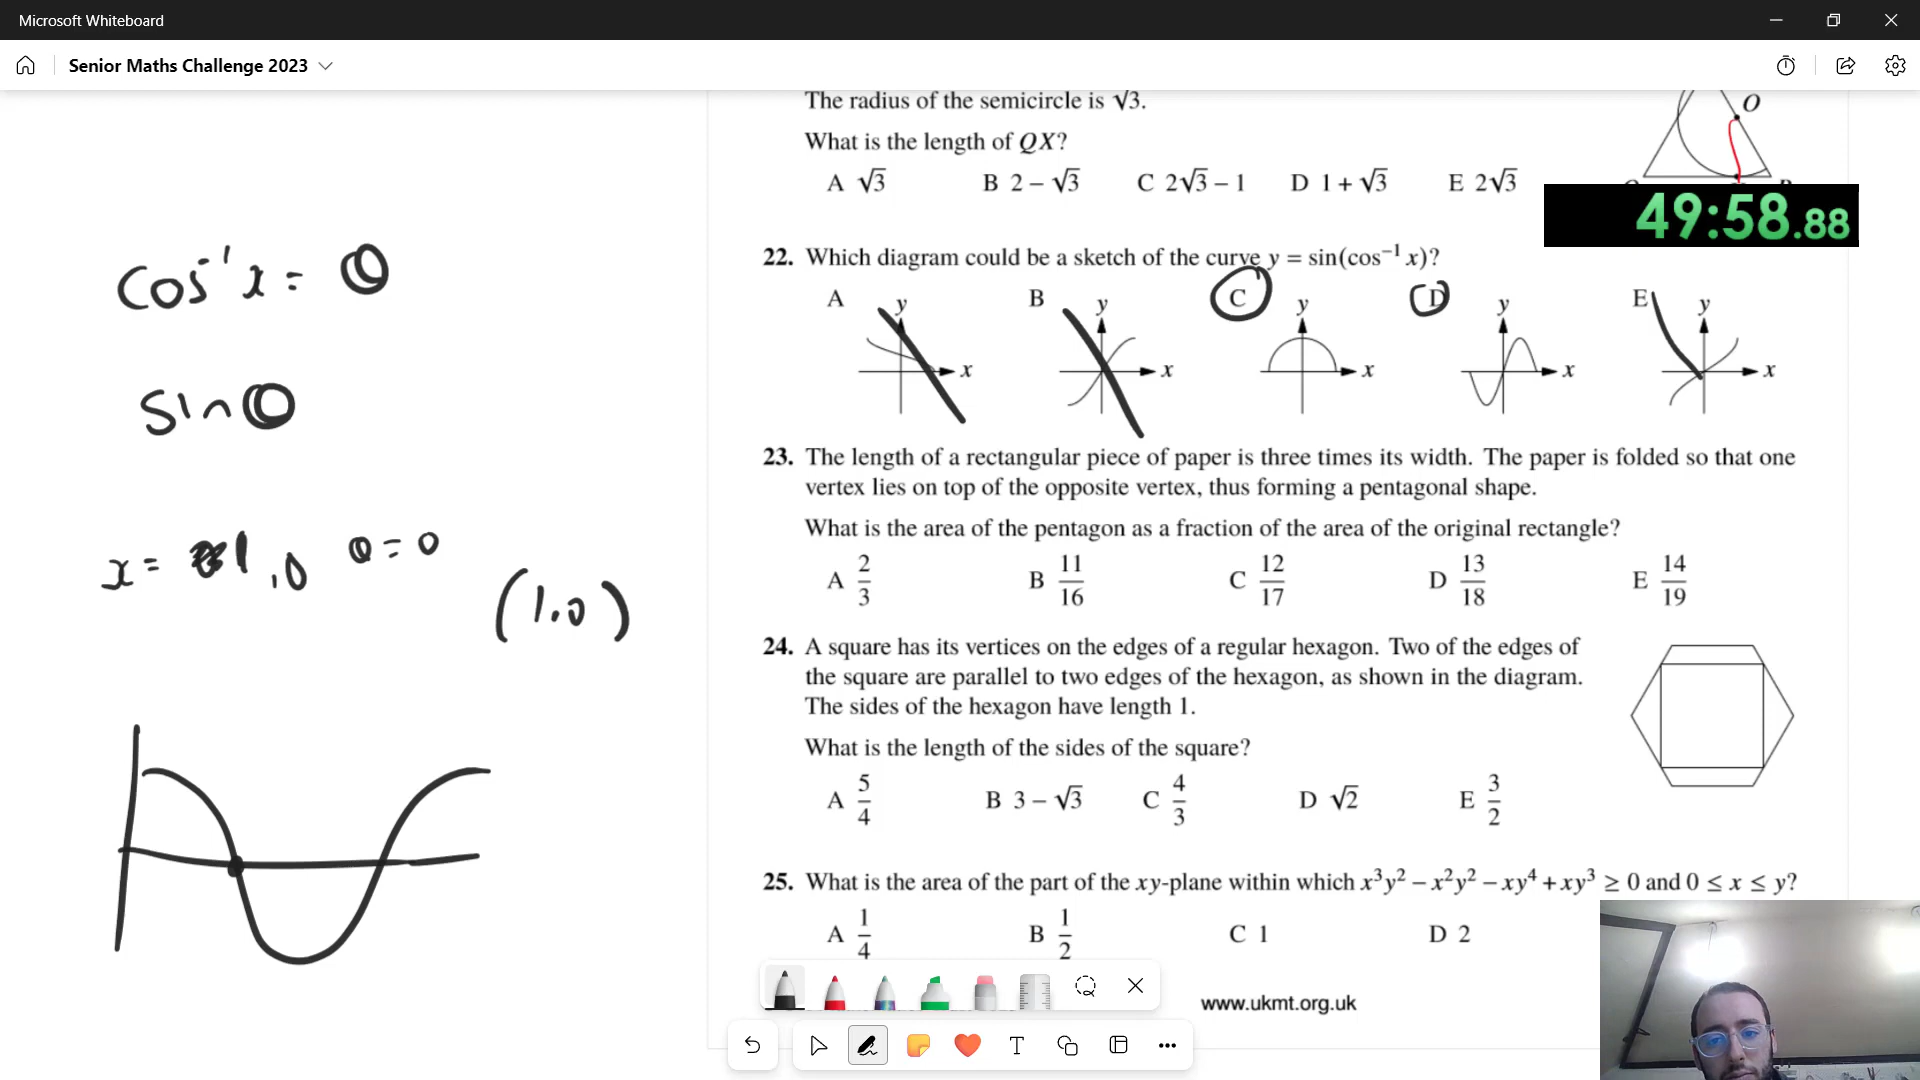 Microsoft Whiteboard
Senior Maths Challenge 2023
The radius of the semicircle is √3.
What is the length of QX?
A √3 B 2 – √3 C 2√3 – 1 D 1 + √3 E 2√3
O
49:58.88
22. Which diagram could be a sketch of the curve y = sin(cos⁻¹ x)?
A B C D E
y y y y y
x x x x x
23. The length of a rectangular piece of paper is three times its width. The paper is folded so that one
vertex lies on top of the opposite vertex, thus forming a pentagonal shape.
What is the area of the pentagon as a fraction of the area of the original rectangle?
A 2/3 B 11/16 C 12/17 D 13/18 E 14/19
24. A square has its vertices on the edges of a regular hexagon. Two of the edges of
the square are parallel to two edges of the hexagon, as shown in the diagram.
The sides of the hexagon have length 1.
What is the length of the sides of the square?
A 5/4 B 3 – √3 C 4/3 D √2 E 3/2
25. What is the area of the part of the xy-plane within which x³y² – x²y² – xy⁴ + xy³ ≥ 0 and 0 ≤ x ≤ y?
A 1/4 B 1/2 C 1 D 2
www.ukmt.org.uk
cos⁻¹x = θ
sin θ
x = 1, 0 θ = 0
(1,0)
T